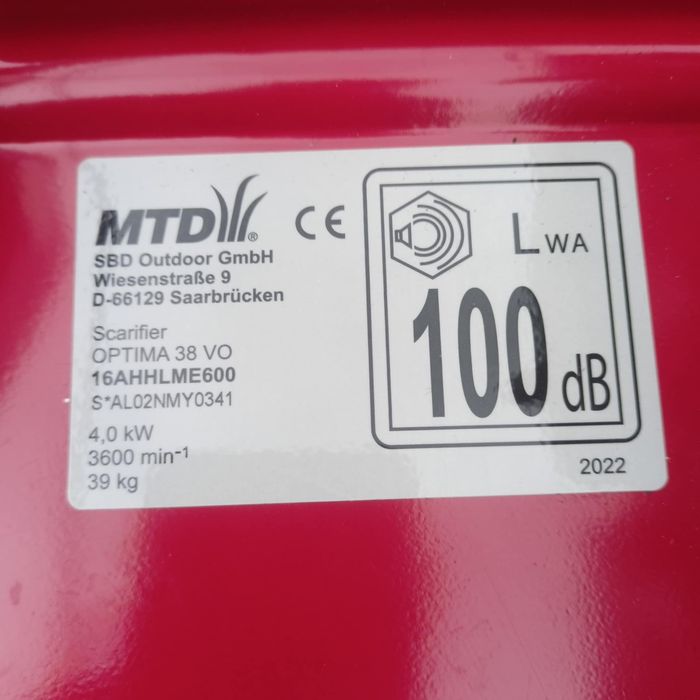 MTD®
SBD Outdoor GmbH
Wiesenstraße 9
D-66129 Saarbrücken
Scarifier
OPTIMA 38 VO
16AHHLME600
S*AL02NMY0341
4,0 kW
3600 min⁻¹
39 kg
CE
LWA
100 dB
2022